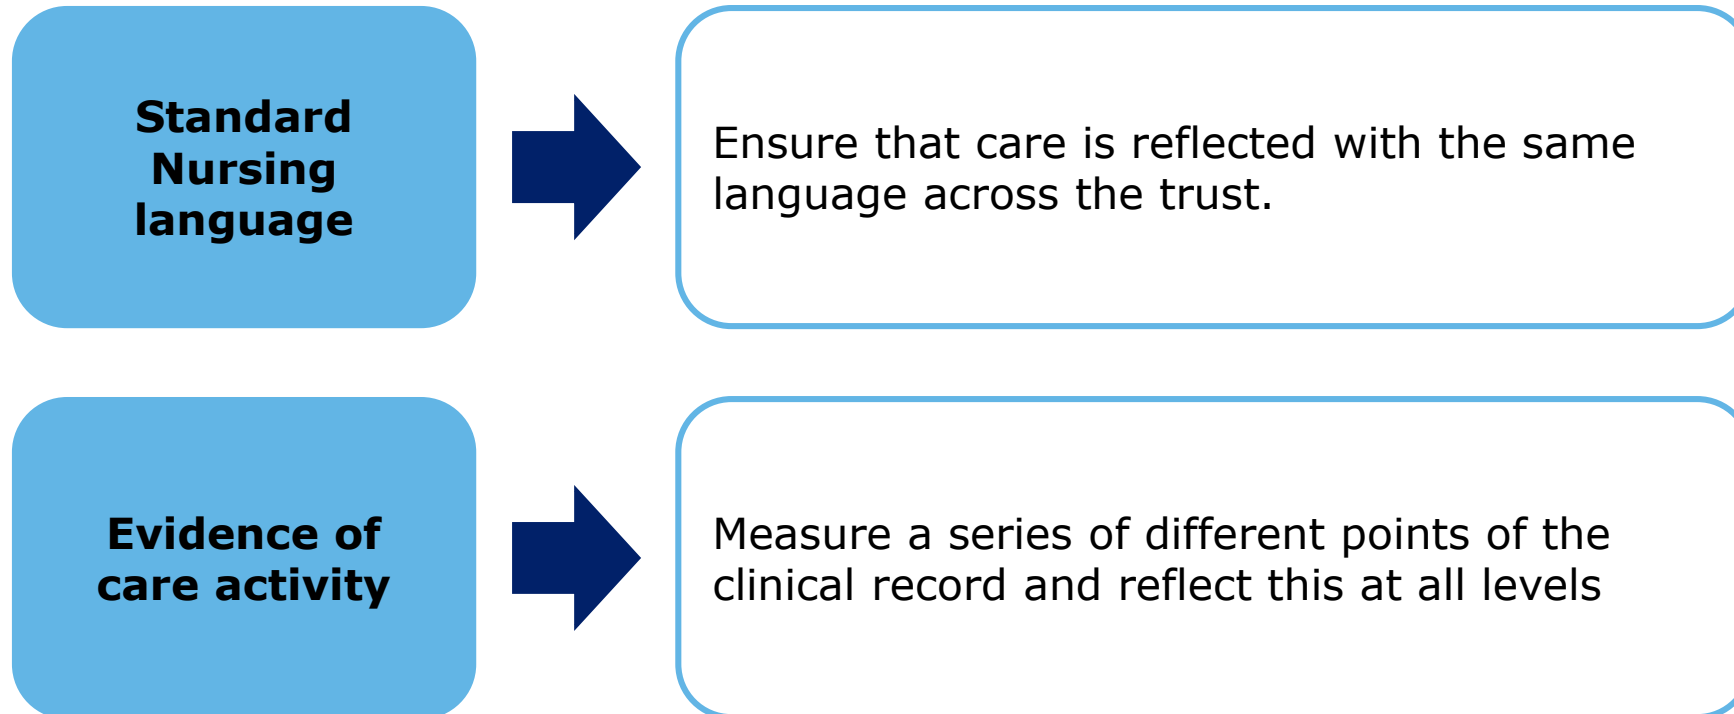 Standard
Nursing
language
Ensure that care is reflected with the same
language across the trust.
Evidence of
care activity
Measure a series of different points of the
clinical record and reflect this at all levels